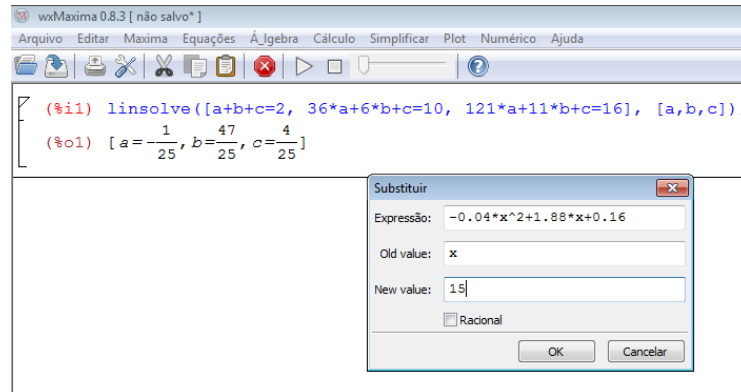 wxMaxima 0.8.3 [ não salvo* ]
Arquivo Editar Maxima Equações Á_lgebra Cálculo Simplificar Plot Numérico Ajuda
(%i1) linsolve([a+b+c=2, 36*a+6*b+c=10, 121*a+11*b+c=16], [a,b,c])
(%o1) [a=-1/25, b=47/25, c=4/25]
Substituir
Expressão: -0.04*x^2+1.88*x+0.16
Old value: x
New value: 15
Racional
OK Cancelar